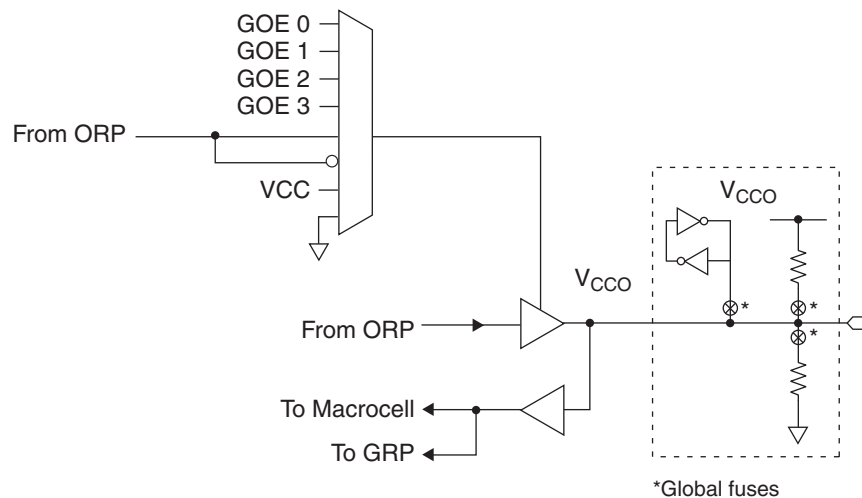 GOE 0
GOE 1
GOE 2
GOE 3
From ORP
VCC
VCCO
VCCO
*
*
*
From ORP
To Macrocell
To GRP
*Global fuses